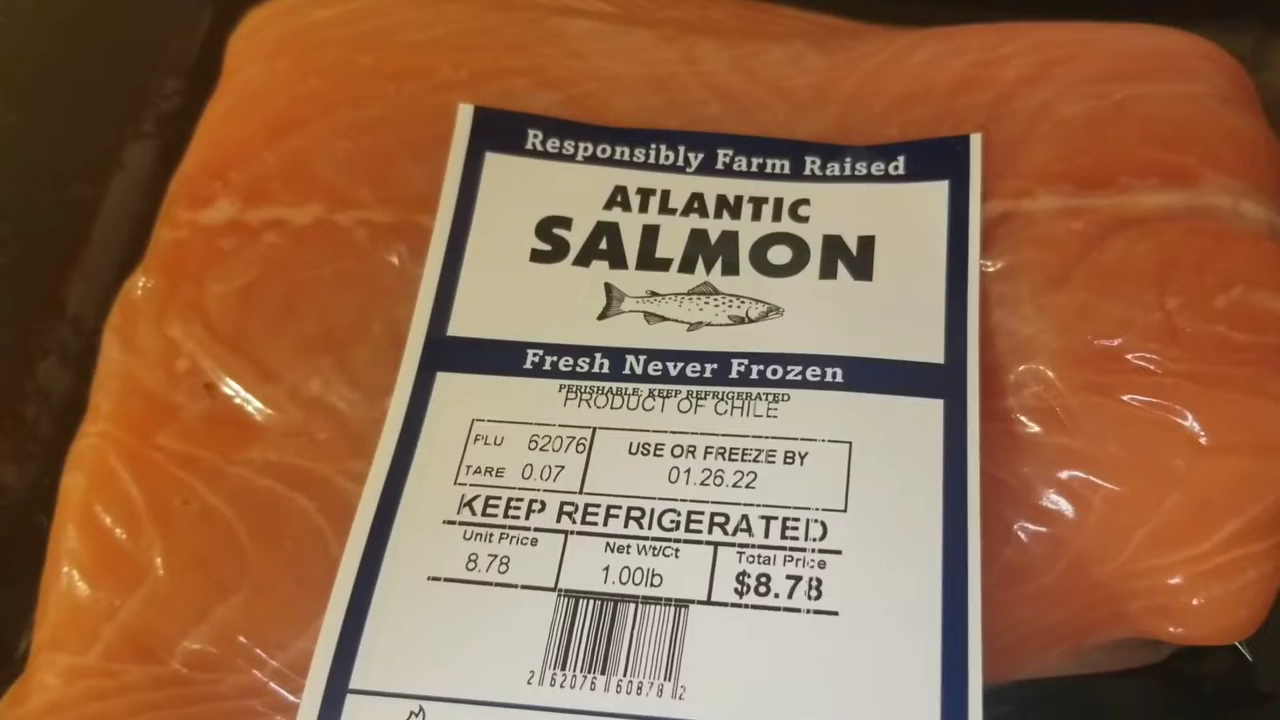 Responsibly Farm Raised
ATLANTIC
SALMON
Fresh Never Frozen
PERISHABLE: KEEP REFRIGERATED
PRODUCT OF CHILE
PLU 62076
TARE 0.07
USE OR FREEZE BY
01.26.22
KEEP REFRIGERATED
Unit Price Net Wt/Ct Total Price
8.78 1.00lb $8.78
2 62076 60878 2